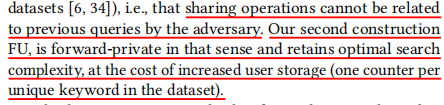 datasets [6, 34]), i.e., that sharing operations cannot be related
to previous queries by the adversary. Our second construction
FU, is forward-private in that sense and retains optimal search
complexity, at the cost of increased user storage (one counter per
unique keyword in the dataset).